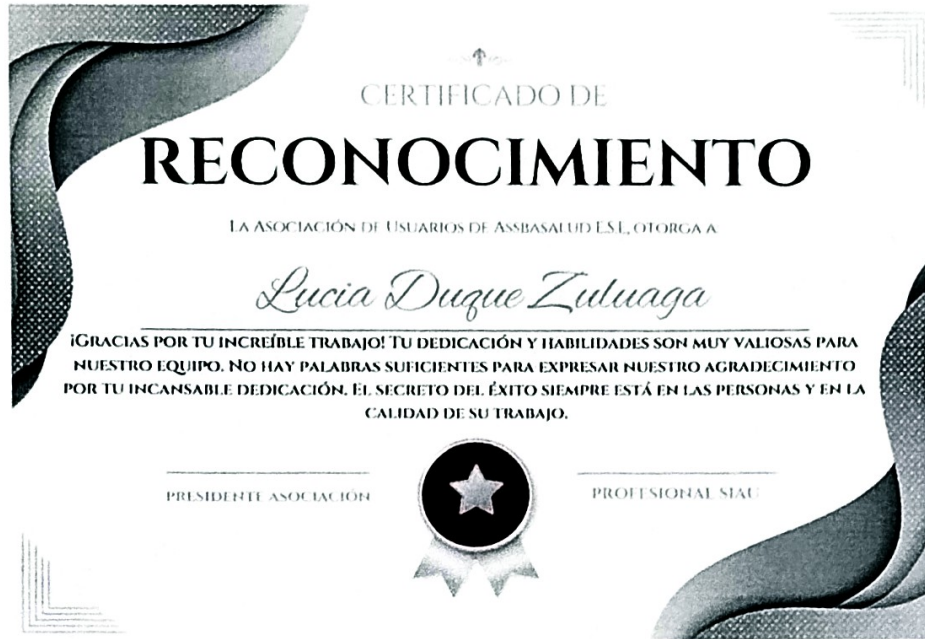 CERTIFICADO DE
RECONOCIMIENTO
LA ASOCIACIÓN DE USUARIOS DE ASSBASALUD E.S.E, OTORGA A
Lucia Duque Zuluaga
¡GRACIAS POR TU INCREÍBLE TRABAJO! TU DEDICACIÓN Y HABILIDADES SON MUY VALIOSAS PARA
NUESTRO EQUIPO. NO HAY PALABRAS SUFICIENTES PARA EXPRESAR NUESTRO AGRADECIMIENTO
POR TU INCANSABLE DEDICACIÓN. EL SECRETO DEL ÉXITO SIEMPRE ESTÁ EN LAS PERSONAS Y EN LA
CALIDAD DE SU TRABAJO.
PRESIDENTE ASOCIACIÓN
PROFESIONAL SIAU